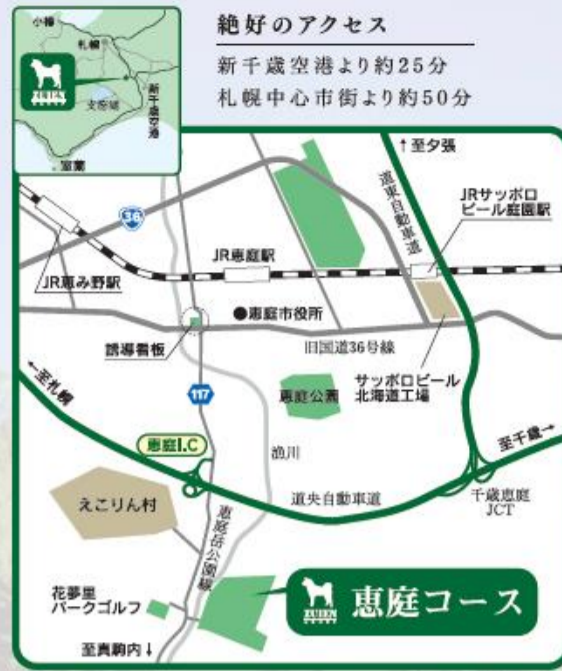 絶好のアクセス
新千歳空港より約25分
札幌中心市街より約50分
小樽
札幌
ZUIEN
支笏湖
新千歳空港
室蘭
↑至夕張
道東自動車道
JRサッポロ
ビール庭園駅
36
JR恵庭駅
JR恵み野駅
●恵庭市役所
誘導看板
旧国道36号線
サッポロビール
北海道工場
恵庭公園
117
←至札幌
恵庭I.C
漁川
至千歳→
えこりん村
道央自動車道
千歳恵庭
JCT
恵庭岳公園線
花夢里
パークゴルフ
ZUIEN
恵庭コース
至真駒内↓